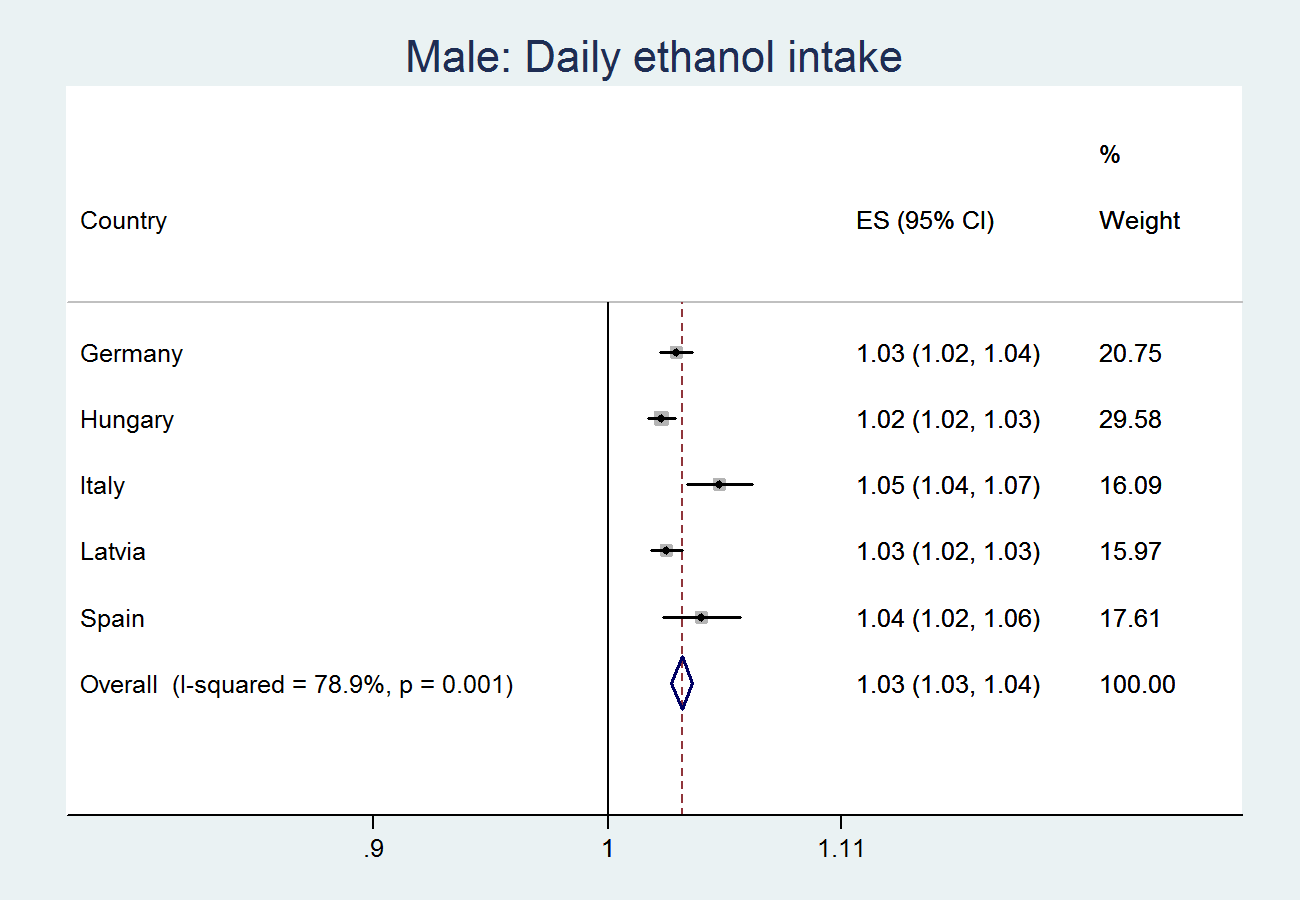 Male: Daily ethanol intake
%
Country ES (95% CI) Weight
Germany 1.03 (1.02, 1.04) 20.75
Hungary 1.02 (1.02, 1.03) 29.58
Italy 1.05 (1.04, 1.07) 16.09
Latvia 1.03 (1.02, 1.03) 15.97
Spain 1.04 (1.02, 1.06) 17.61
Overall (I-squared = 78.9%, p = 0.001) 1.03 (1.03, 1.04) 100.00
.9 1 1.11